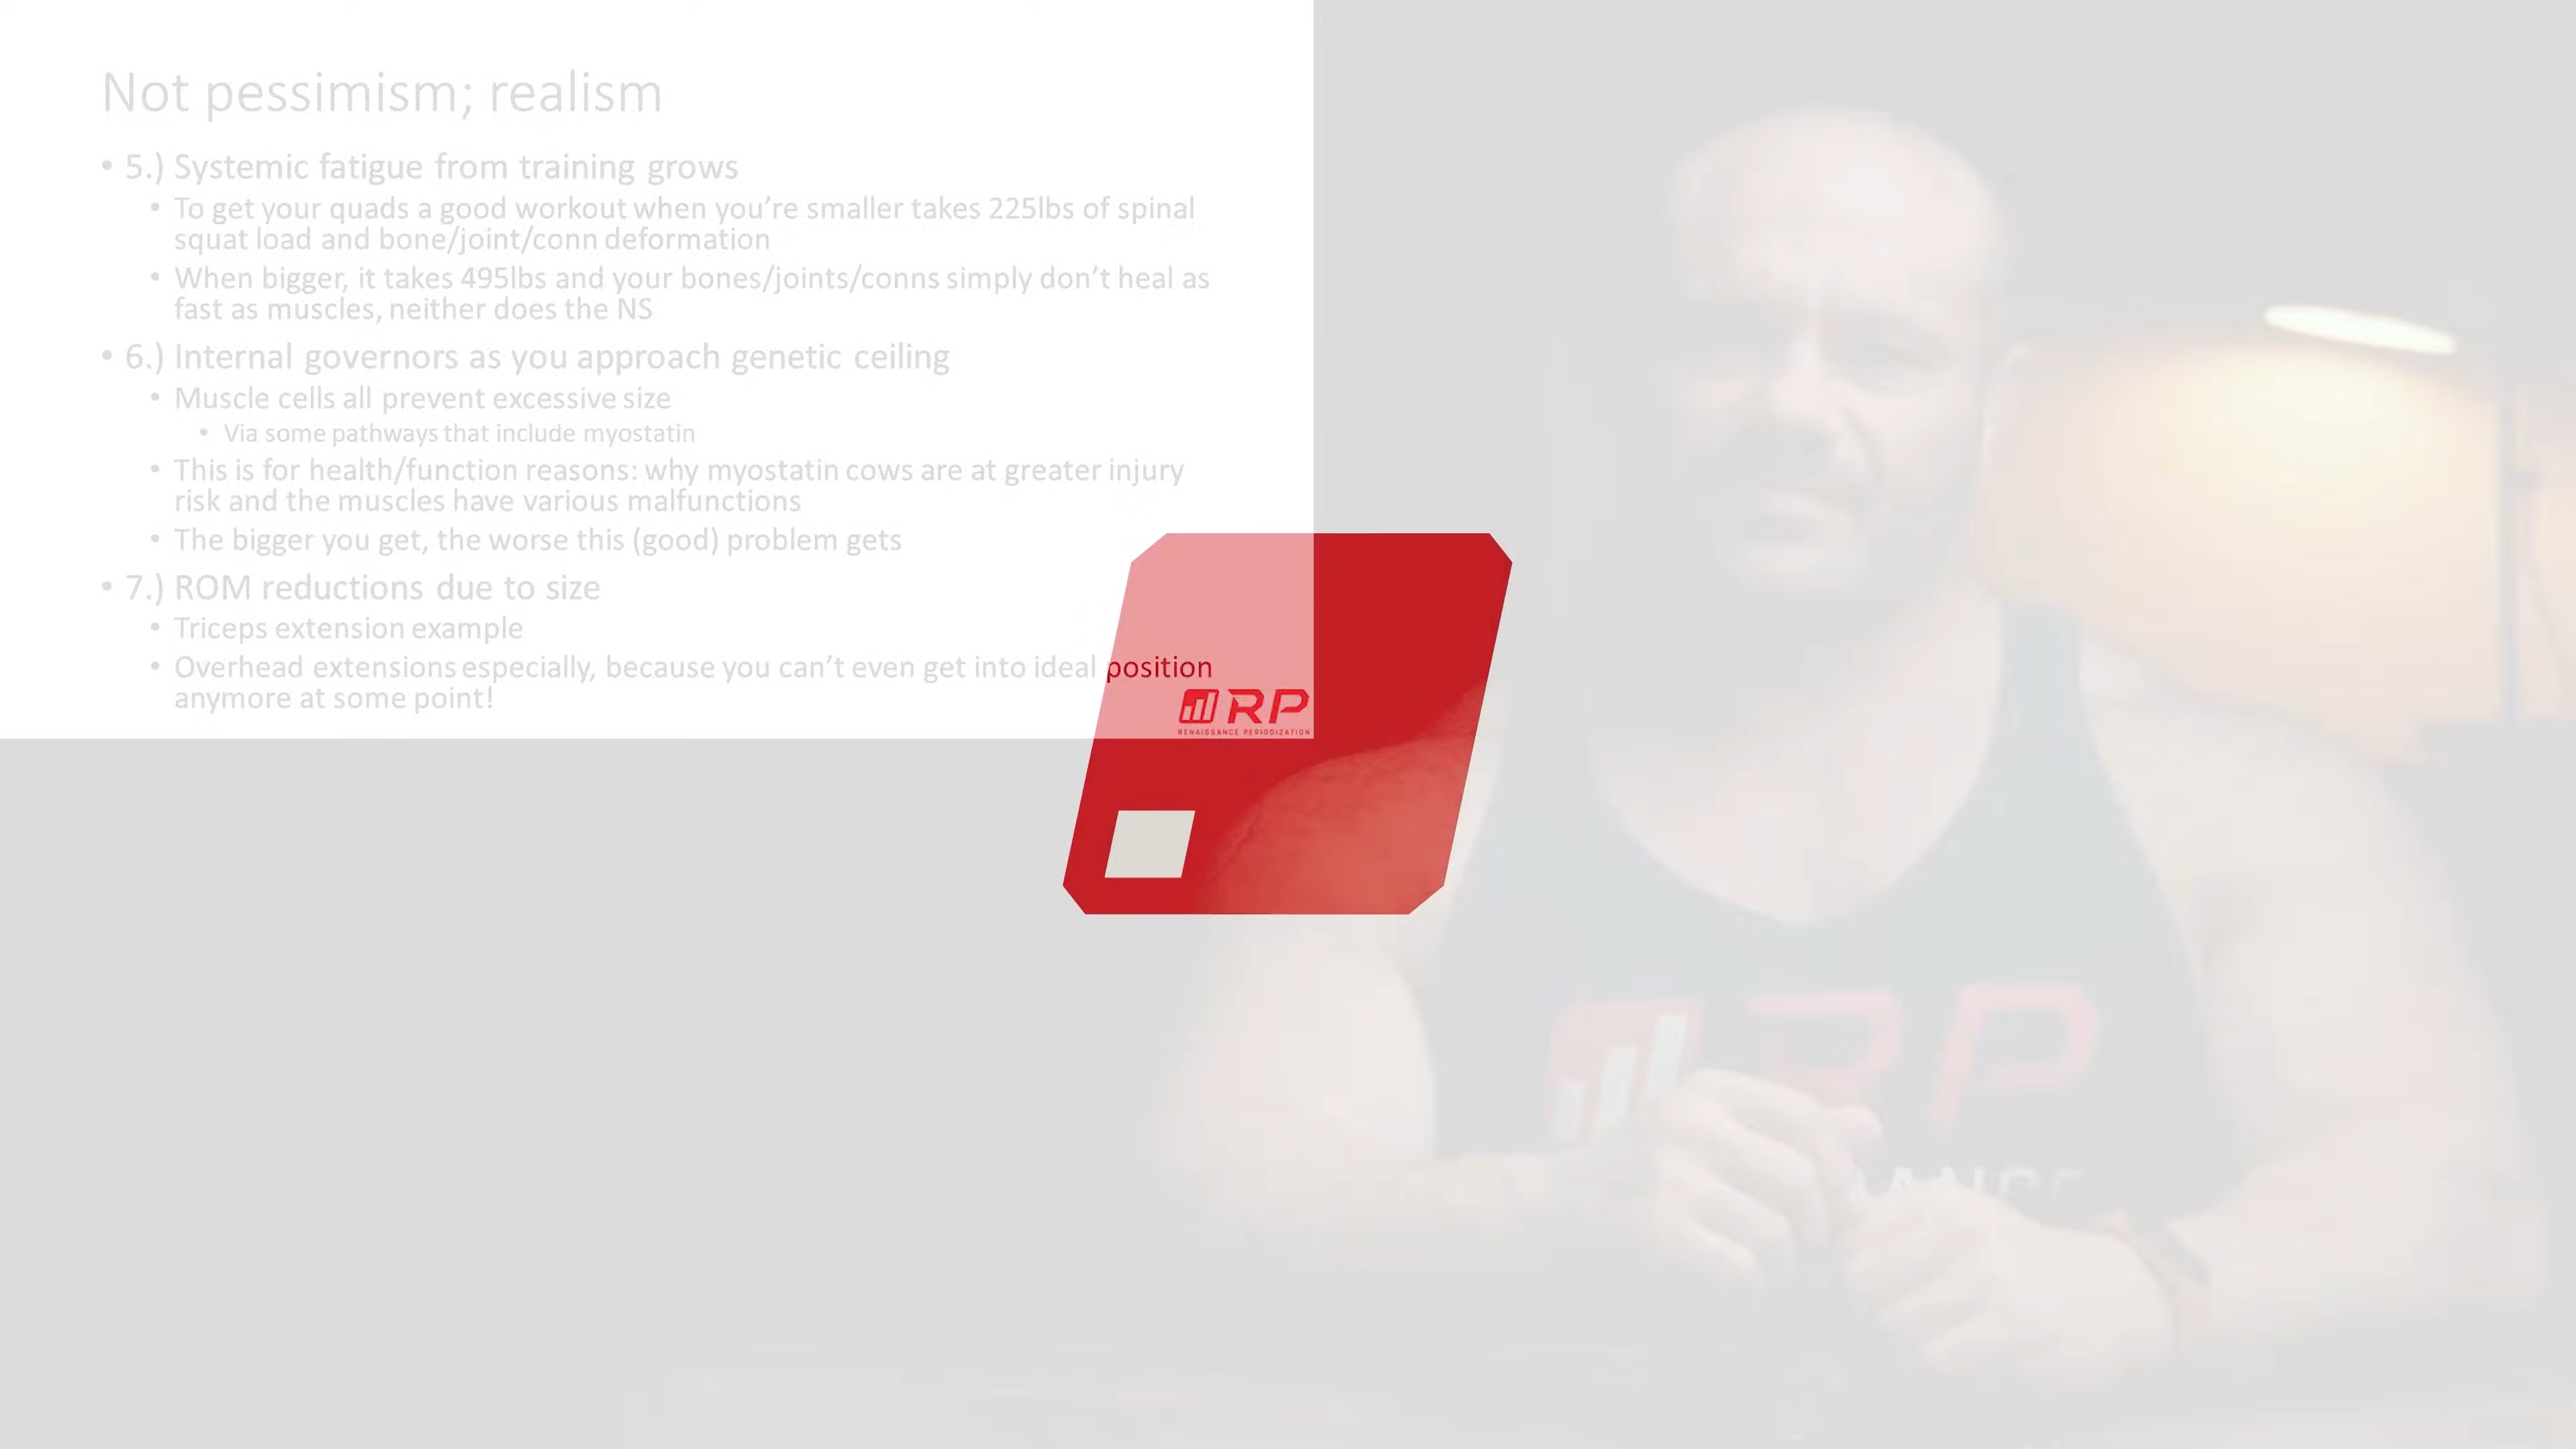 Not pessimism; realism
• 5.) Systemic fatigue from training grows
• To get your quads a good workout when you're smaller takes 225lbs of spinal
squat load and bone/joint/conn deformation
• When bigger, it takes 495lbs and your bones/joints/conns simply don't heal as
fast as muscles, neither does the NS
• 6.) Internal governors as you approach genetic ceiling
• Muscle cells all prevent excessive size
• Via some pathways that include myostatin
• This is for health/function reasons: why myostatin cows are at greater injury
risk and the muscles have various malfunctions
• The bigger you get, the worse this (good) problem gets
• 7.) ROM reductions due to size
• Triceps extension example
• Overhead extensions especially, because you can't even get into ideal position
anymore at some point!
RP
RENAISSANCE PERIODIZATION
RP